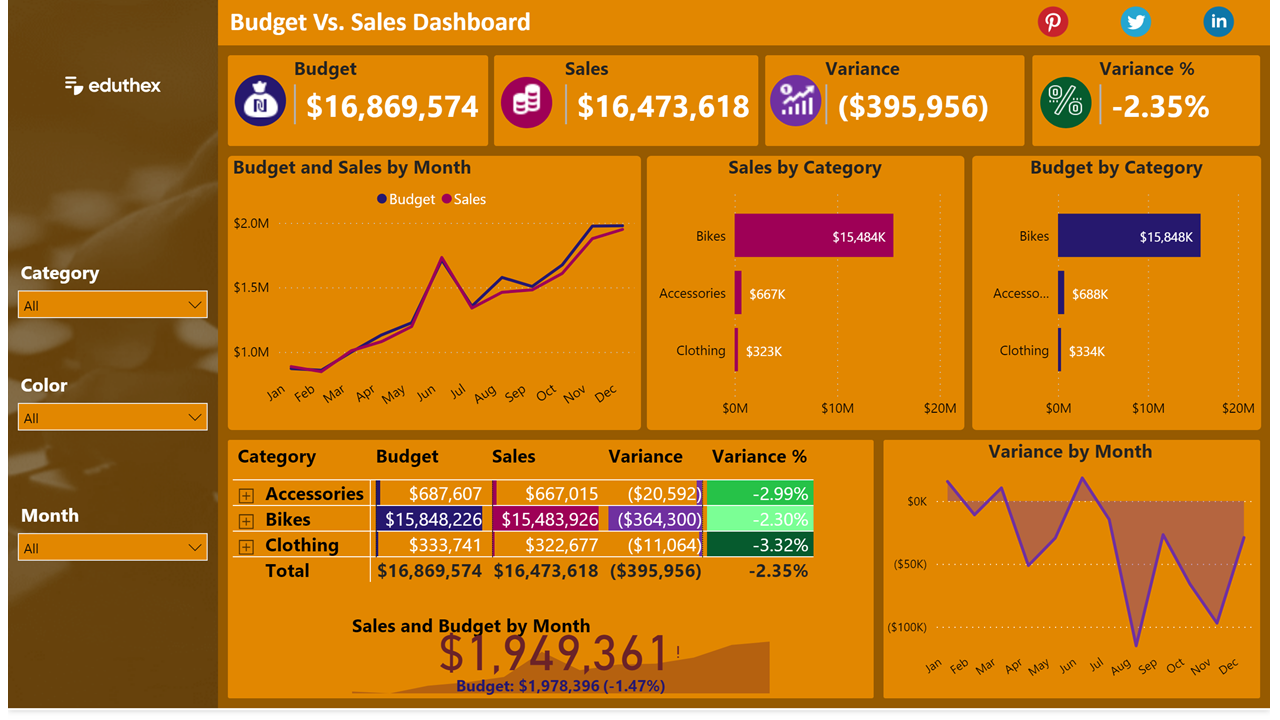 Budget Vs. Sales Dashboard
in
eduthex
Budget
$16,869,574
Sales
$16,473,618
Variance
($395,956)
Variance %
-2.35%
Category
All
Color
All
Month
All
Budget and Sales by Month
Budget Sales
$2.0M
$1.5M
$1.0M
Jan Feb Mar Apr May Jun Jul Aug Sep Oct Nov Dec
Sales by Category
Bikes $15,484K
Accessories $667K
Clothing $323K
$0M $10M $20M
Budget by Category
Bikes $15,848K
Accesso... $688K
Clothing $334K
$0M $10M $20M
Category Budget Sales Variance Variance %
Accessories $687,607 $667,015 ($20,592) -2.99%
Bikes $15,848,226 $15,483,926 ($364,300) -2.30%
Clothing $333,741 $322,677 ($11,064) -3.32%
Total $16,869,574 $16,473,618 ($395,956) -2.35%
Sales and Budget by Month
$1,949,361!
Budget: $1,978,396 (-1.47%)
Variance by Month
$0K
($50K)
($100K)
Jan Feb Mar Apr May Jun Jul Aug Sep Oct Nov Dec